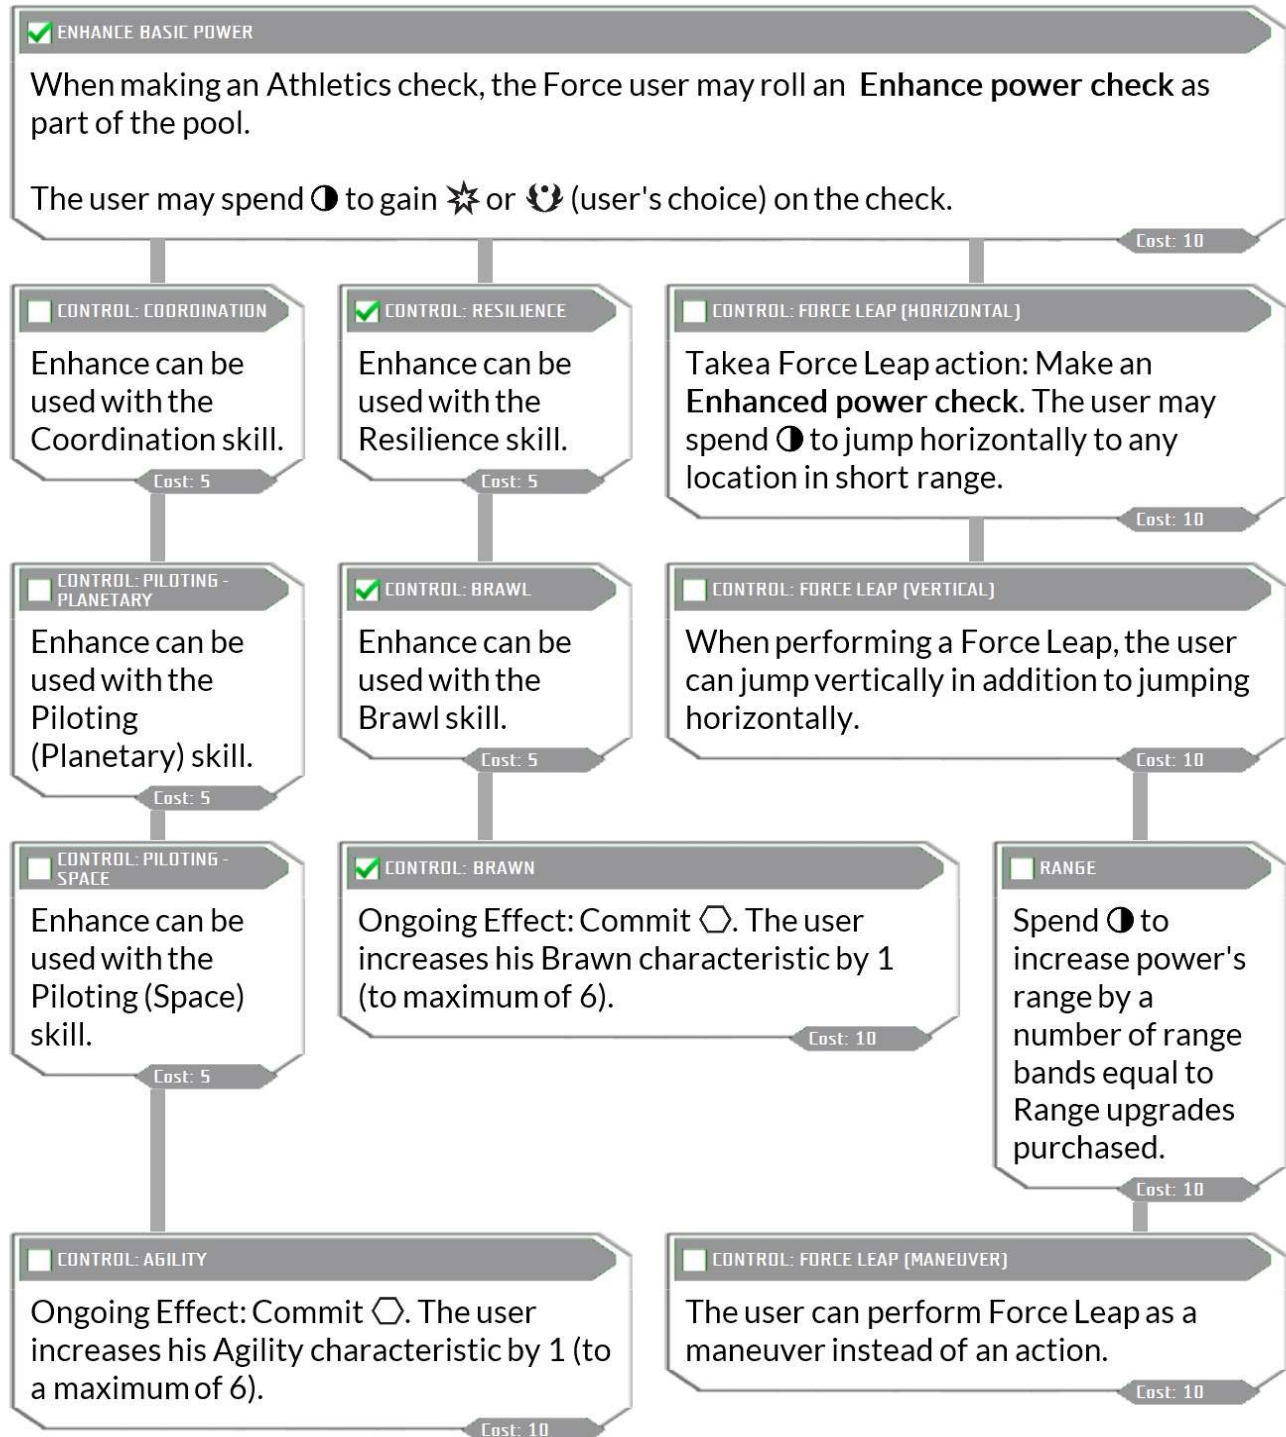 ENHANCE BASIC POWER
When making an Athletics check, the Force user may roll an Enhance power check as
part of the pool.
The user may spend to gain or (user's choice) on the check.
Cost: 10
CONTROL: COORDINATION
Enhance can be
used with the
Coordination skill.
Cost: 5
CONTROL: RESILIENCE
Enhance can be
used with the
Resilience skill.
Cost: 5
CONTROL: FORCE LEAP (HORIZONTAL)
Takea Force Leap action: Make an
Enhanced power check. The user may
spend to jump horizontally to any
location in short range.
Cost: 10
CONTROL: PILOTING -
PLANETARY
Enhance can be
used with the
Piloting
(Planetary) skill.
Cost: 5
CONTROL: BRAWL
Enhance can be
used with the
Brawl skill.
Cost: 5
CONTROL: FORCE LEAP (VERTICAL)
When performing a Force Leap, the user
can jump vertically in addition to jumping
horizontally.
Cost: 10
CONTROL: PILOTING -
SPACE
Enhance can be
used with the
Piloting (Space)
skill.
Cost: 5
CONTROL: BRAWN
Ongoing Effect: Commit . The user
increases his Brawn characteristic by 1
(to maximum of 6).
Cost: 10
RANGE
Spend to
increase power's
range by a
number of range
bands equal to
Range upgrades
purchased.
Cost: 10
CONTROL: AGILITY
Ongoing Effect: Commit . The user
increases his Agility characteristic by 1 (to
a maximum of 6).
Cost: 10
CONTROL: FORCE LEAP (MANEUVER)
The user can perform Force Leap as a
maneuver instead of an action.
Cost: 10